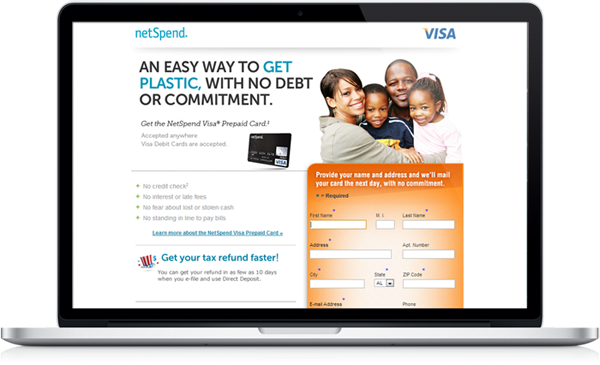 netSpend.
VISA
AN EASY WAY TO GET
PLASTIC, WITH NO DEBT
OR COMMITMENT.
Get the NetSpend Visa® Prepaid Card.¹
Accepted anywhere
Visa Debit Cards are accepted.
netSpend
VISA
Provide your name and address and we'll mail
your card the next day, with no commitment.
* = Required
First Name *
M. I.
Last Name *
Address *
Apt. Number
City *
State *
ZIP Code *
AL
E-mail Address *
Phone
No credit check²
No interest or late fees
No fear about lost or stolen cash
No standing in line to pay bills
Learn more about the NetSpend Visa Prepaid Card »
Get your tax refund faster!
You can get your refund in as few as 10 days
when you e-file and use Direct Deposit.